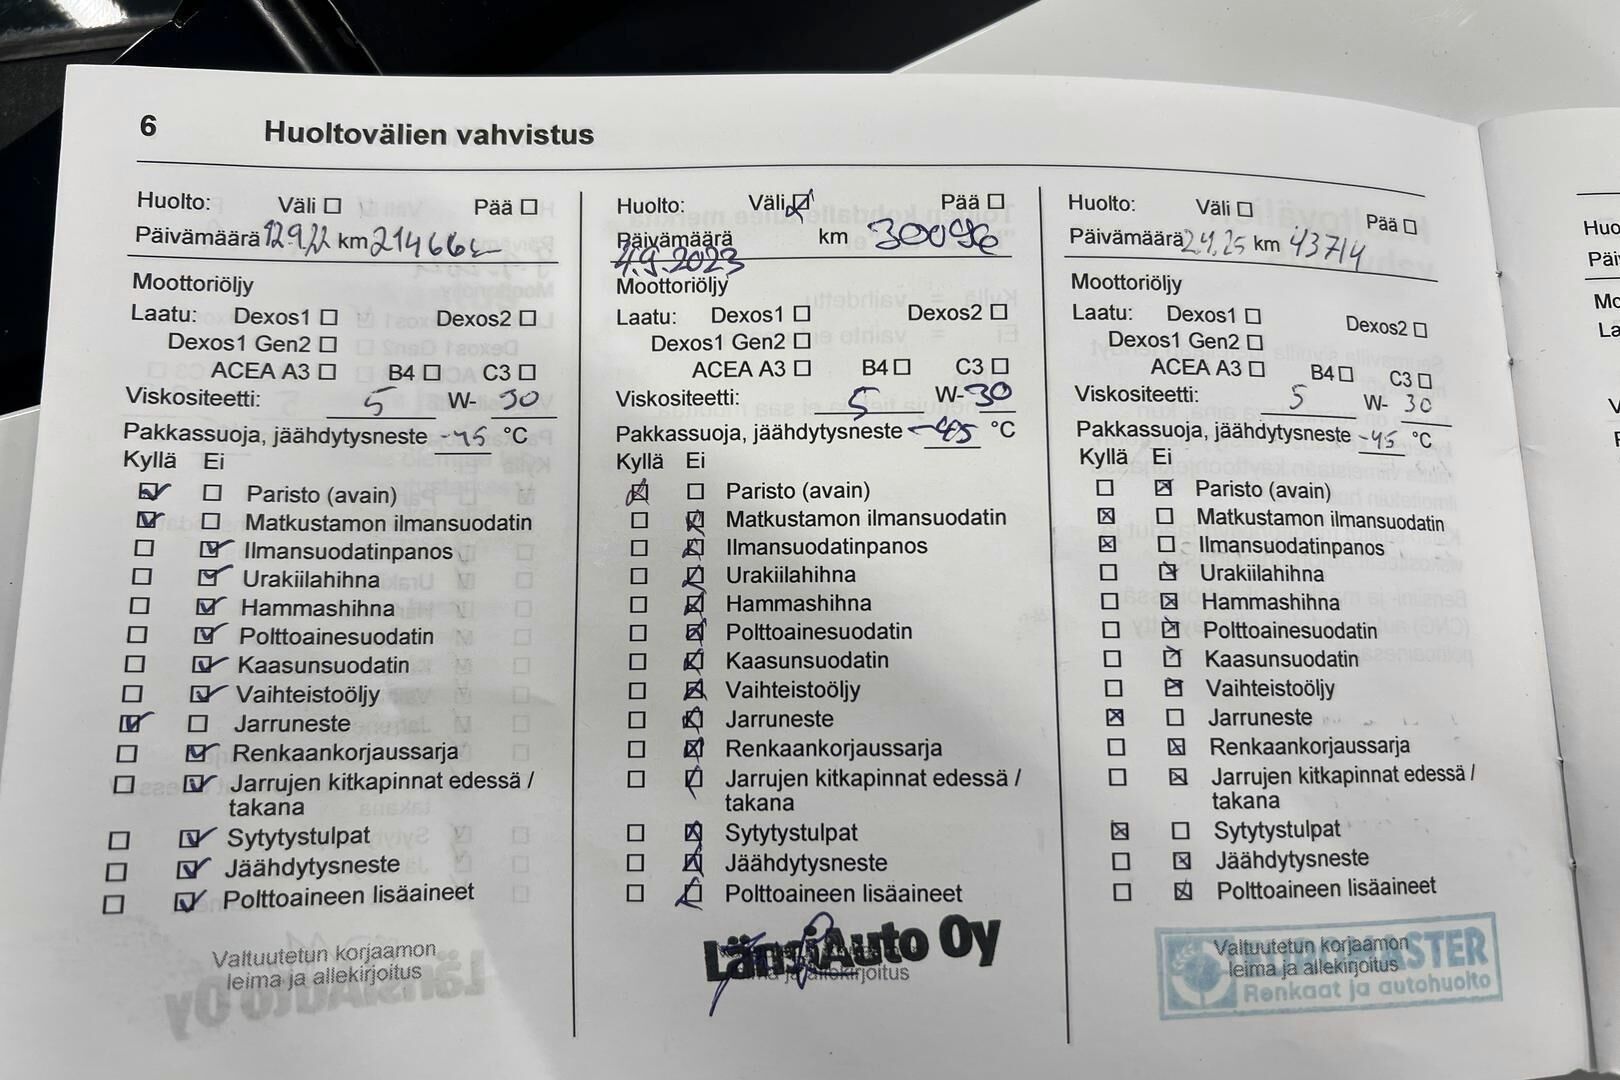 6 Huoltovälien vahvistus
Huolto: Väli Pää
Päivämäärä 12.9.22 km
Moottoriöljy
Laatu: Dexos1 Dexos2
Dexos1 Gen2
ACEA A3 B4 C3
Viskositeetti: 5 W- 30
Pakkassuoja, jäähdytysneste -45 °C
Kyllä Ei
Paristo (avain)
Matkustamon ilmansuodatin
Ilmansuodatinpanos
Urakiilahihna
Hammashihna
Polttoainesuodatin
Kaasunsuodatin
Vaihteistoöljy
Jarruneste
Renkaankorjaussarja
Jarrujen kitkapinnat edessä /
takana
Sytytystulpat
Jäähdytysneste
Polttoaineen lisäaineet
Valtuutetun korjaamon
leima ja allekirjoitus
Huolto: Väli Pää
Päivämäärä km 30096
4.9.2023
Moottoriöljy
Laatu: Dexos1 Dexos2
Dexos1 Gen2
ACEA A3 B4 C3
Viskositeetti: 5 W-30
Pakkassuoja, jäähdytysneste -45 °C
Kyllä Ei
Paristo (avain)
Matkustamon ilmansuodatin
Ilmansuodatinpanos
Urakiilahihna
Hammashihna
Polttoainesuodatin
Kaasunsuodatin
Vaihteistoöljy
Jarruneste
Renkaankorjaussarja
Jarrujen kitkapinnat edessä /
takana
Sytytystulpat
Jäähdytysneste
Polttoaineen lisäaineet
LänsiAuto Oy
leima ja allekirjoitus
Huolto: Väli Pää
Päivämäärä km 43714
Moottoriöljy
Laatu: Dexos1 Dexos2
Dexos1 Gen2
ACEA A3 B4 C3
Viskositeetti: 5 W- 30
Pakkassuoja, jäähdytysneste -45 °C
Kyllä Ei
Paristo (avain)
Matkustamon ilmansuodatin
Ilmansuodatinpanos
Urakiilahihna
Hammashihna
Polttoainesuodatin
Kaasunsuodatin
Vaihteistoöljy
Jarruneste
Renkaankorjaussarja
Jarrujen kitkapinnat edessä /
takana
Sytytystulpat
Jäähdytysneste
Polttoaineen lisäaineet
Valtuutetun korjaamon
leima ja allekirjoitus
Renkaat ja autohuolto